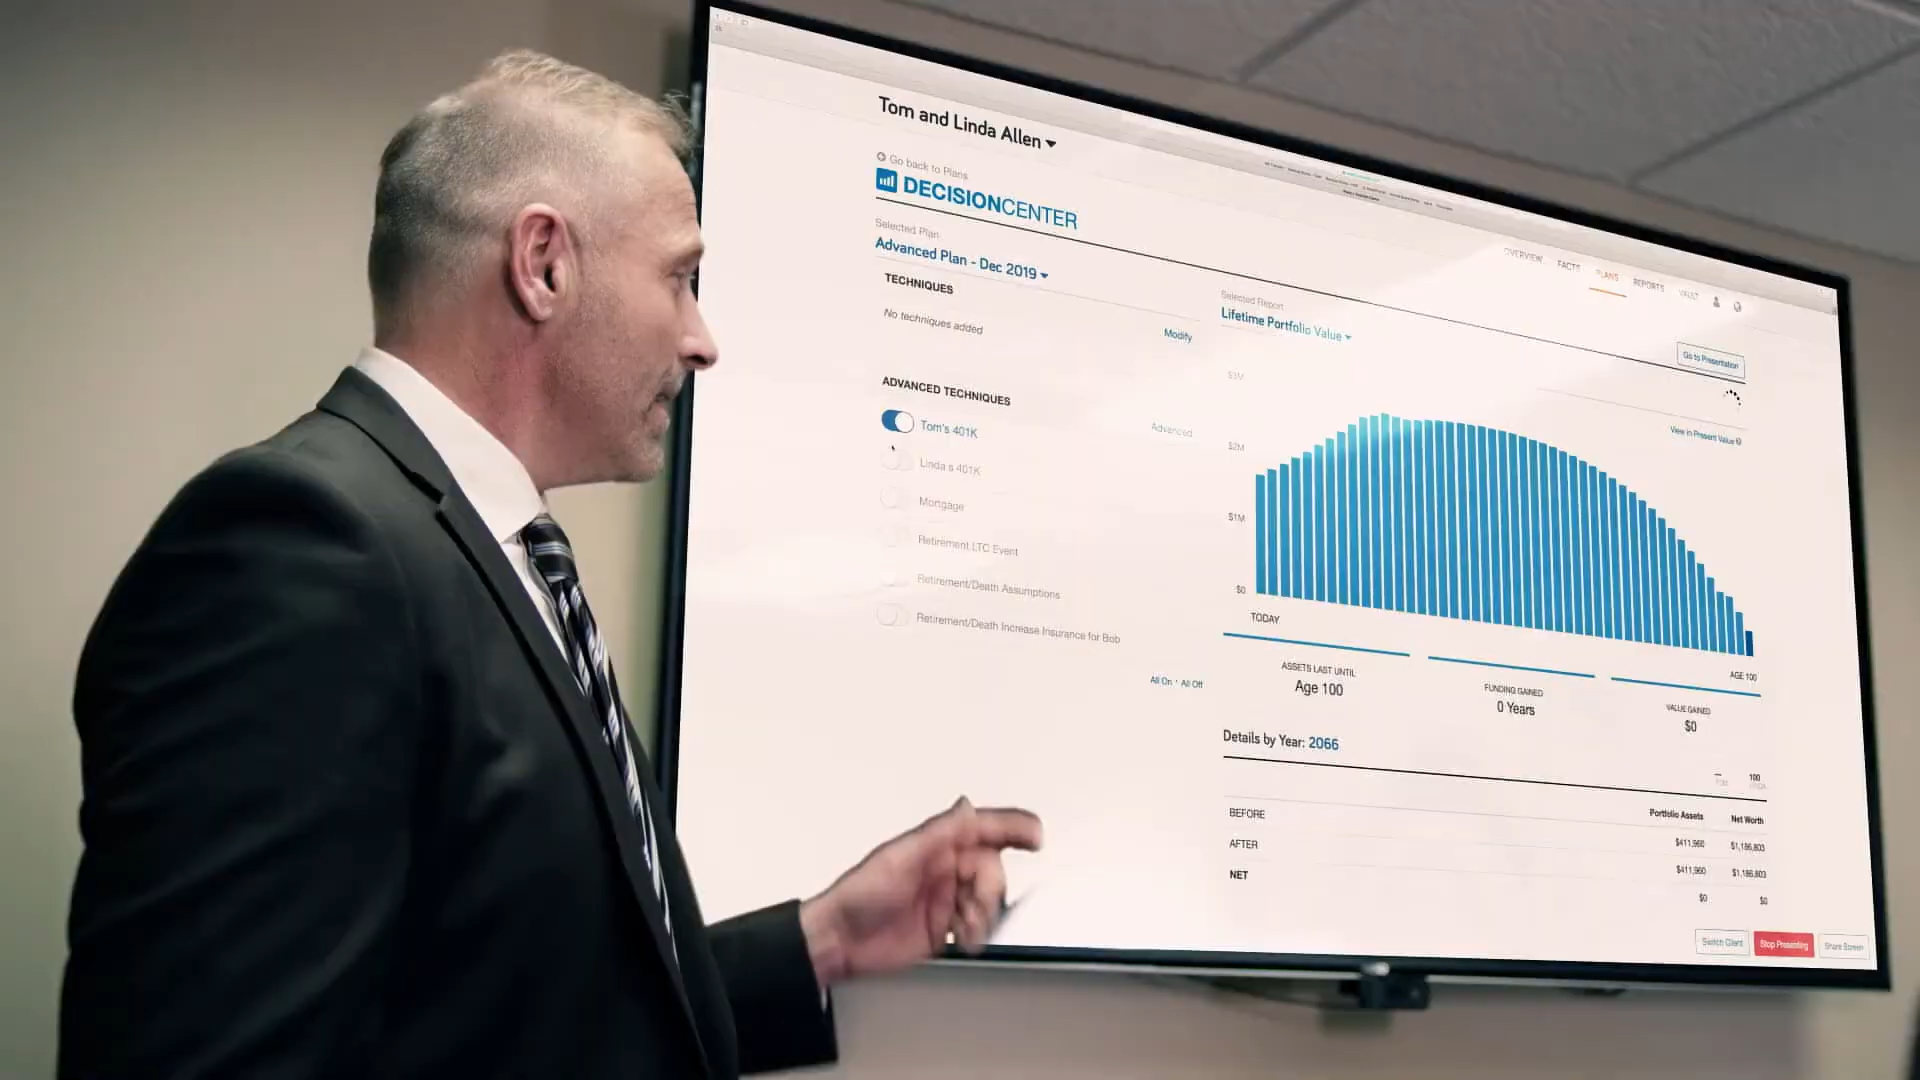 Tom and Linda Allen
Go back to Plans
DECISIONCENTER
Selected Plan
Advanced Plan - Dec 2019
TECHNIQUES
No techniques added
Modify
ADVANCED TECHNIQUES
Advanced
Tom's 401K
Linda's 401K
Mortgage
Retirement LTC Event
Retirement/Death Assumptions
Retirement/Death Increase Insurance for Bob
All On · All Off
OVERVIEW FACTS PLANS REPORTS VAULT
Selected Report
Lifetime Portfolio Value
Go to Presentation
View in Present Value
$3M
$2M
$1M
$0
TODAY
AGE 100
ASSETS LAST UNTIL
Age 100
FUNDING GAINED
0 Years
VALUE GAINED
$0
Details by Year: 2066
100
Portfolio Assets Net Worth
BEFORE $411,960 $1,186,803
AFTER $411,960 $1,186,803
NET $0 $0
Switch Client Stop Presenting Share Screen